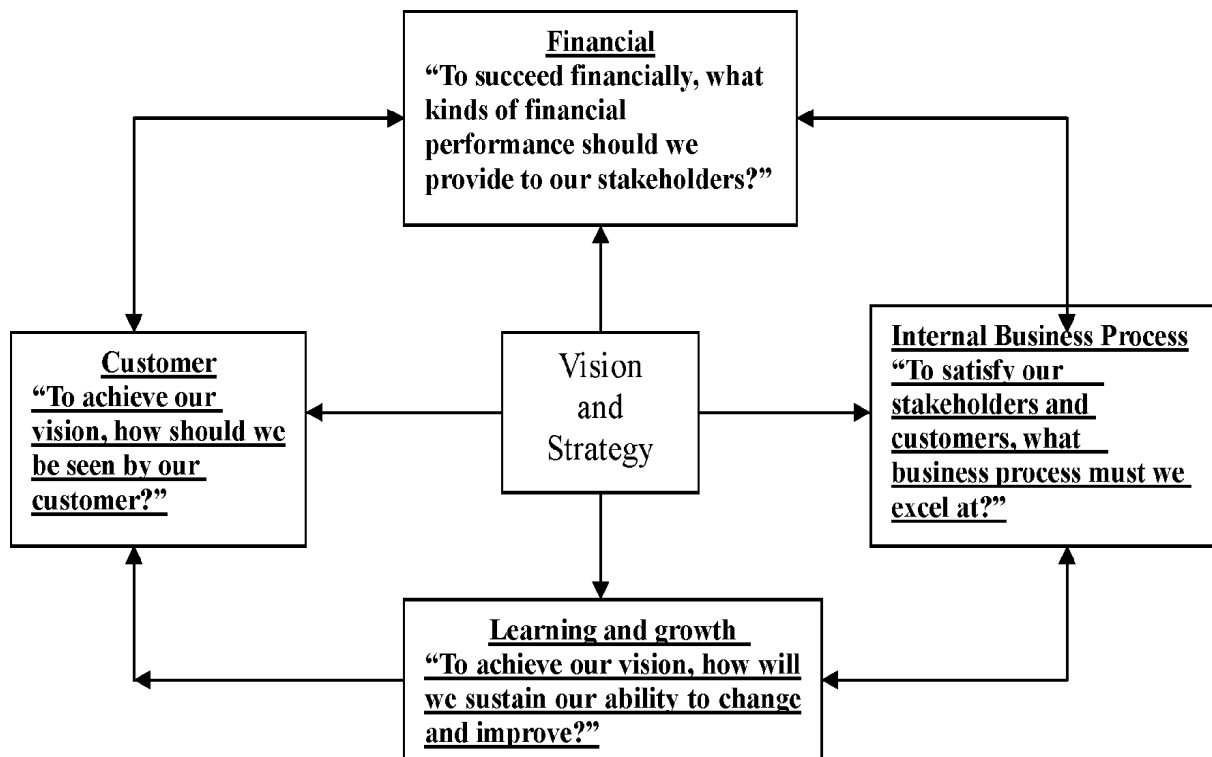 Financial
“To succeed financially, what
kinds of financial
performance should we
provide to our stakeholders?”
Customer
“To achieve our
vision, how should we
be seen by our
customer?”
Vision
and
Strategy
Internal Business Process
“To satisfy our
stakeholders and
customers, what
business process must we
excel at?”
Learning and growth
“To achieve our vision, how will
we sustain our ability to change
and improve?”